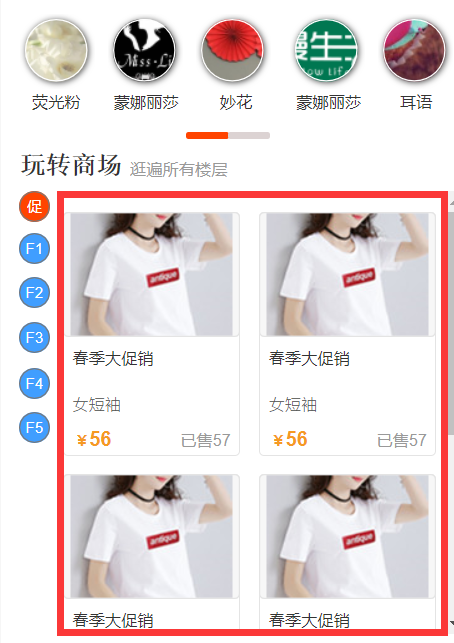 Miss·Li
生
low Lif
荧光粉 蒙娜丽莎 妙花 蒙娜丽莎 耳语
玩转商场 逛遍所有楼层
促
F1
F2
F3
F4
F5
antique
antique
春季大促销 春季大促销
女短袖 女短袖
¥56 已售57 ¥56 已售57
antique
antique
春季大促销 春季大促销